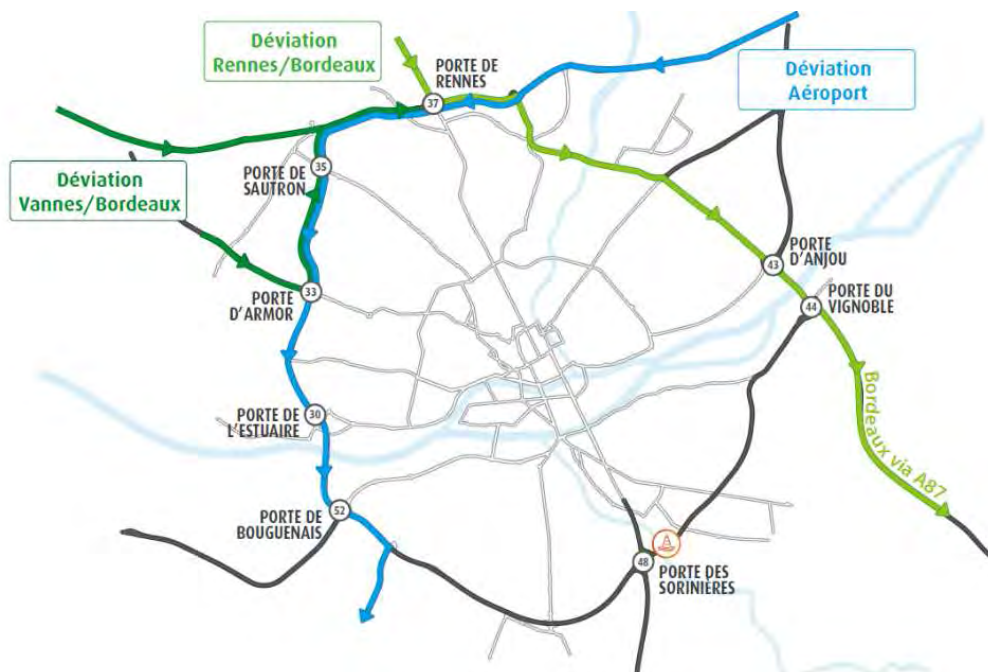 Déviation
Rennes/Bordeaux
PORTE DE
RENNES
37
Déviation
Aéroport
Déviation
Vannes/Bordeaux
35
PORTE DE
SAUTRON
33
PORTE
D'ARMOR
43
PORTE
D'ANJOU
44
PORTE DU
VIGNOBLE
30
PORTE DE
L'ESTUAIRE
Bordeaux via A87
52
PORTE DE
BOUGUENAIS
48
PORTE DES
SORINIÈRES